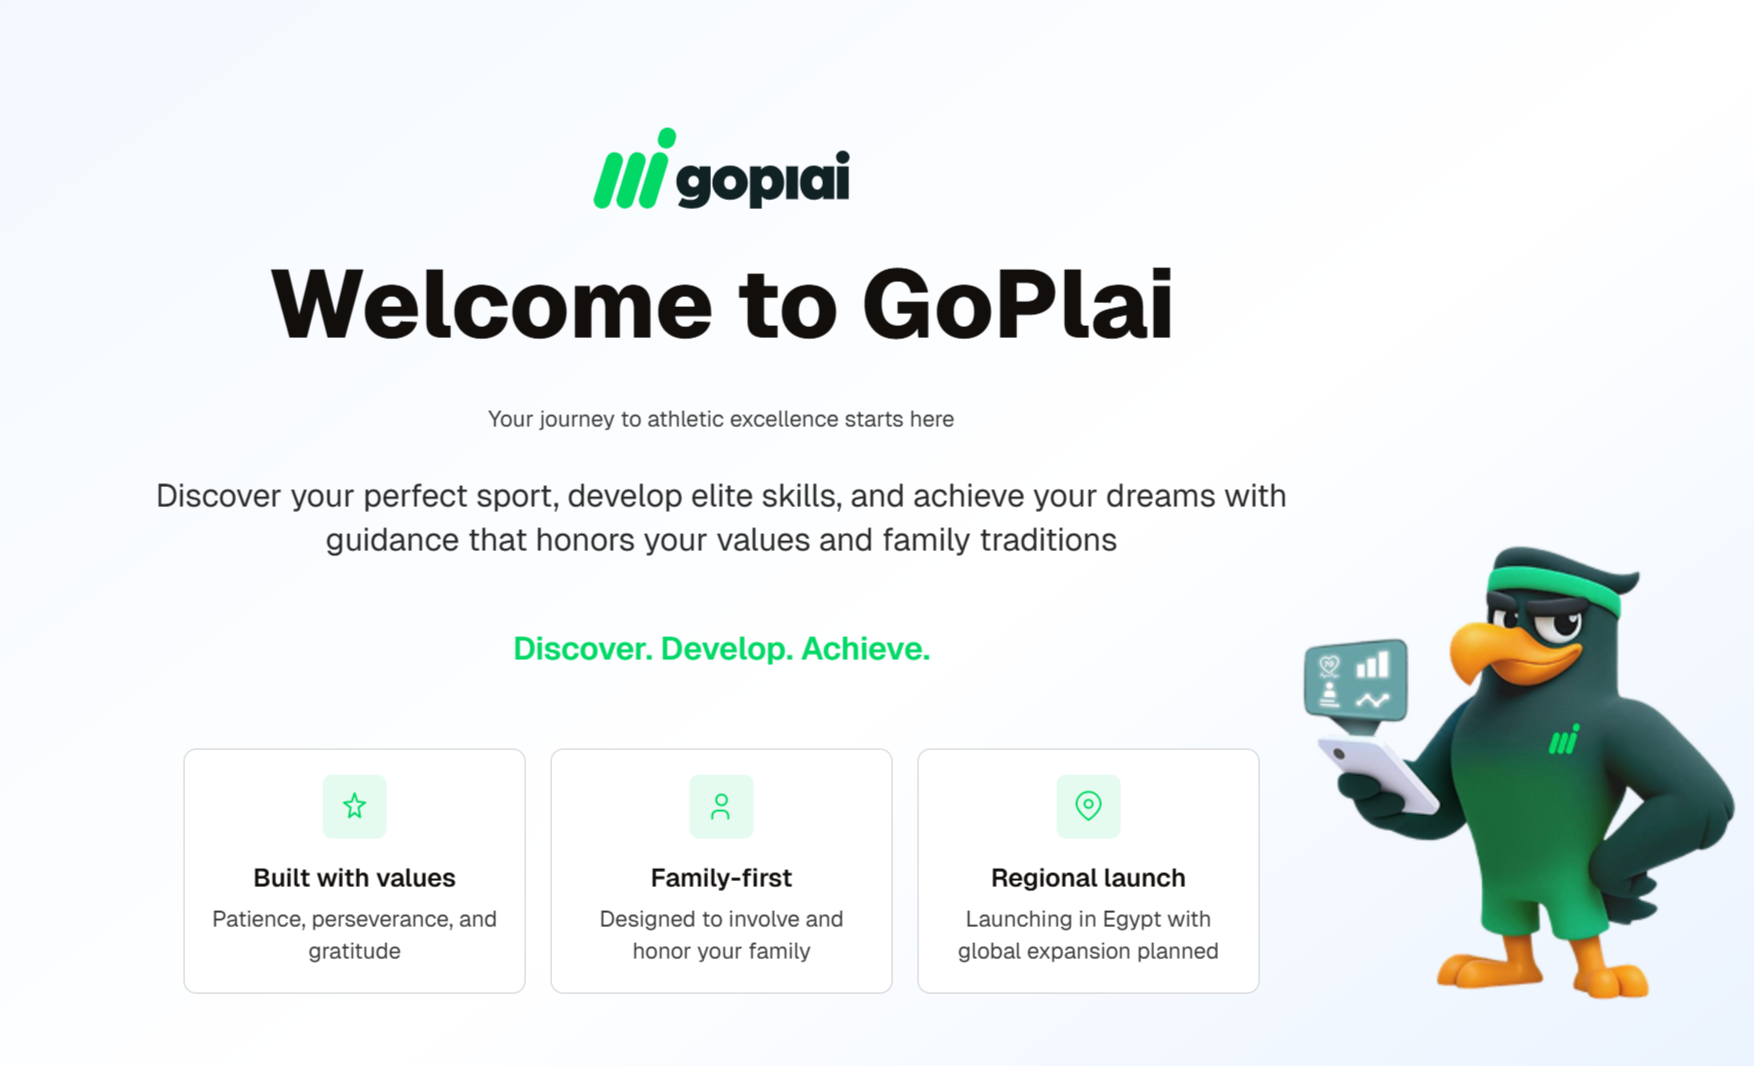 goplai
Welcome to GoPlai
Your journey to athletic excellence starts here
Discover your perfect sport, develop elite skills, and achieve your dreams with
guidance that honors your values and family traditions
Discover. Develop. Achieve.
Built with values
Patience, perseverance, and
gratitude
Family-first
Designed to involve and
honor your family
Regional launch
Launching in Egypt with
global expansion planned